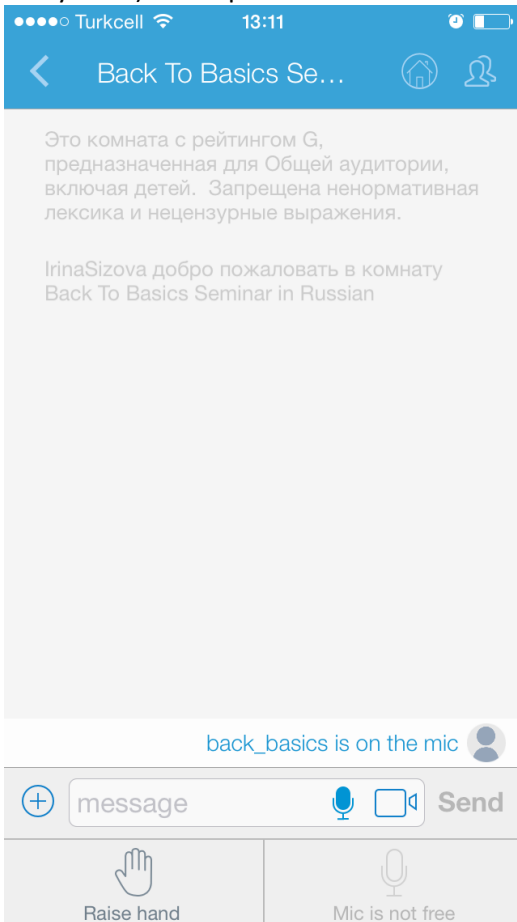 Turkcell 13:11
Back To Basics Se...
Это комната с рейтингом G,
предназначенная для Общей аудитории,
включая детей.  Запрещена ненормативная
лексика и нецензурные выражения.
IrinaSizova добро пожаловать в комнату
Back To Basics Seminar in Russian
back_basics is on the mic
message
Send
Raise hand
Mic is not free